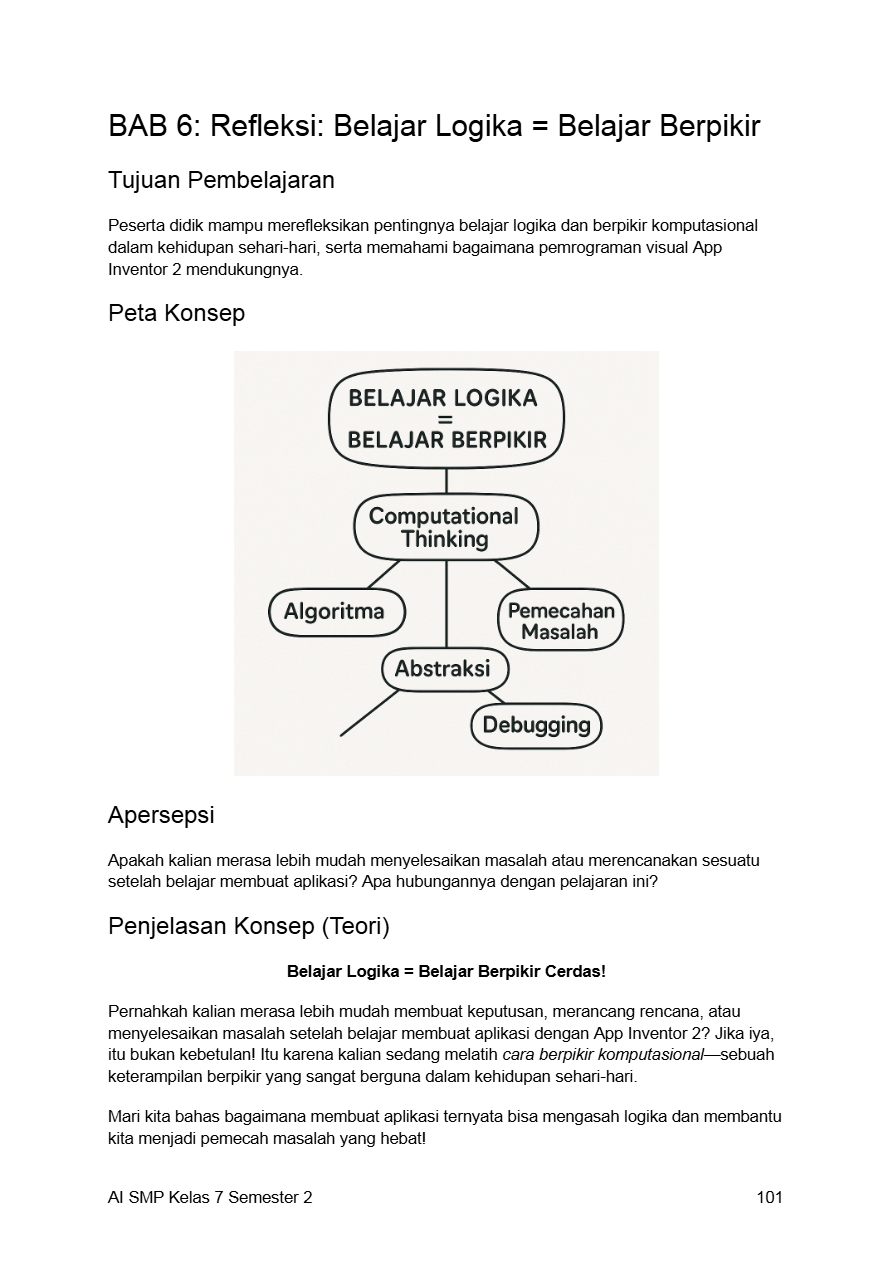 BAB 6: Refleksi: Belajar Logika = Belajar Berpikir
Tujuan Pembelajaran
Peserta didik mampu merefleksikan pentingnya belajar logika dan berpikir komputasional
dalam kehidupan sehari-hari, serta memahami bagaimana pemrograman visual App
Inventor 2 mendukungnya.
Peta Konsep
BELAJAR LOGIKA
=
BELAJAR BERPIKIR
Computational
Thinking
Algoritma
Pemecahan
Masalah
Abstraksi
Debugging
Apersepsi
Apakah kalian merasa lebih mudah menyelesaikan masalah atau merencanakan sesuatu
setelah belajar membuat aplikasi? Apa hubungannya dengan pelajaran ini?
Penjelasan Konsep (Teori)
Belajar Logika = Belajar Berpikir Cerdas!
Pernahkah kalian merasa lebih mudah membuat keputusan, merancang rencana, atau
menyelesaikan masalah setelah belajar membuat aplikasi dengan App Inventor 2? Jika iya,
itu bukan kebetulan! Itu karena kalian sedang melatih cara berpikir komputasional—sebuah
keterampilan berpikir yang sangat berguna dalam kehidupan sehari-hari.
Mari kita bahas bagaimana membuat aplikasi ternyata bisa mengasah logika dan membantu
kita menjadi pemecah masalah yang hebat!
AI SMP Kelas 7 Semester 2
101